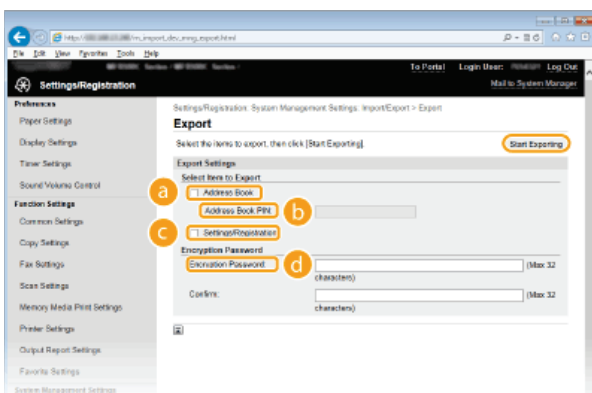 File Edit View Favorites Tools Help
To Portal Login User: Log Out
Settings/Registration
Mail to System Manager
Preferences
Paper Settings
Display Settings
Timer Settings
Sound Volume Control
Function Settings
Common Settings
Copy Settings
Fax Settings
Scan Settings
Memory Media Print Settings
Printer Settings
Output Report Settings
Favorite Settings
System Management Settings
Settings/Registration: System Management Settings: Import/Export > Export
Export
Select the items to export, then click [Start Exporting].
Start Exporting
Export Settings
Select Item to Export
a Address Book
Address Book PIN: b
c Settings/Registration
Encryption Password
Encryption Password: d (Max 32
characters)
Confirm: (Max 32
characters)